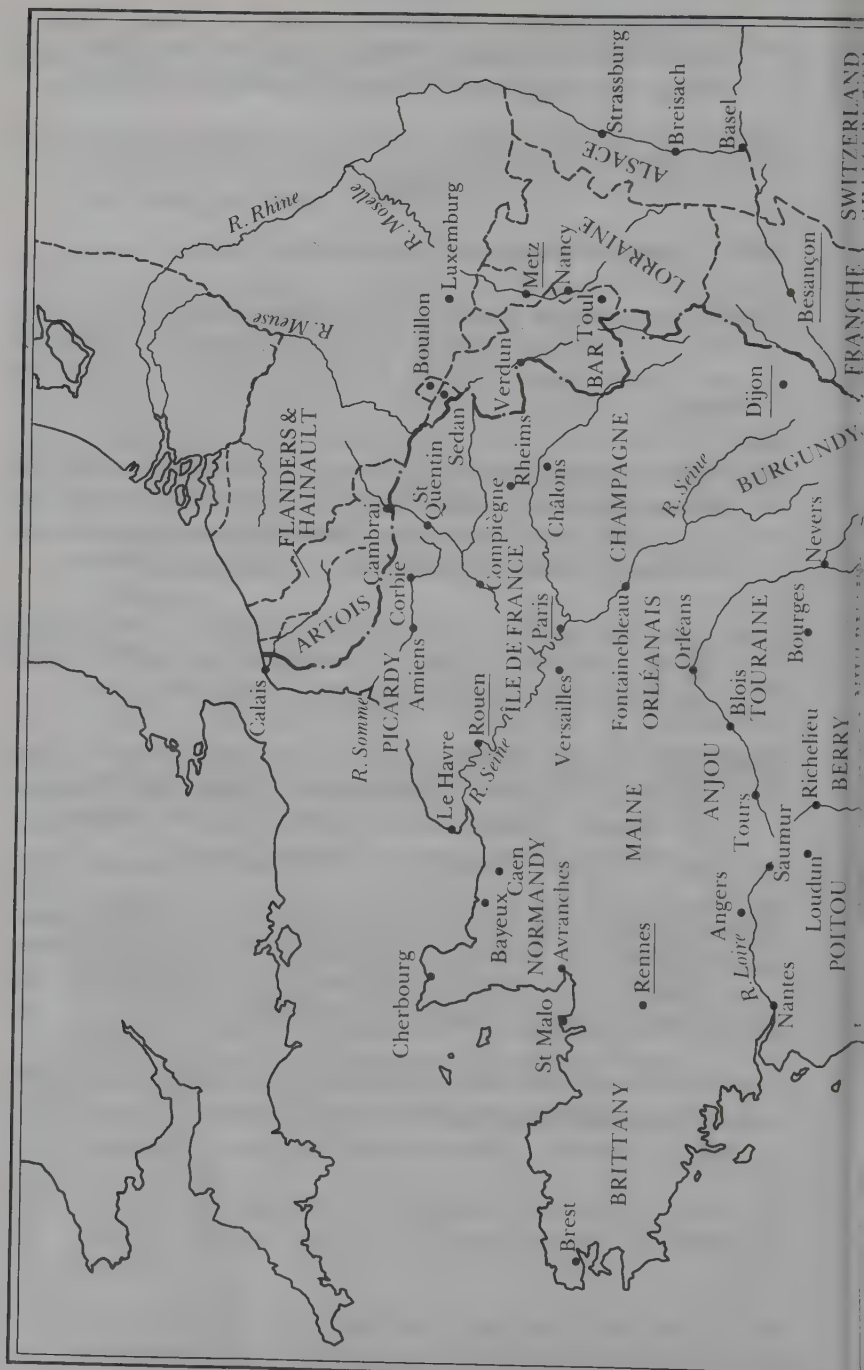 R. Rhine
R. Moselle
R. Meuse
Strassburg
Breisach
Basel
ALSACE
SWITZERLAND
Luxemburg
Metz
Nancy
LORRAINE
Toul
BAR
Besançon
FRANCHE
Bouillon
Sedan
Verdun
Dijon
FLANDERS &
HAINAULT
Cambrai
St
Quentin
Rheims
Châlons
CHAMPAGNE
R. Seine
BURGUNDY
ARTOIS
Corbie
Compiègne
Calais
PICARDY
Amiens
R. Somme
ÎLE DE FRANCE
Paris
Versailles
Fontainebleau
ORLÉANAIS
Orléans
Nevers
Bourges
TOURAINE
Blois
Le Havre
Rouen
R. Seine
MAINE
ANJOU
Tours
Richelieu
BERRY
Cherbourg
Bayeux
Caen
NORMANDY
Avranches
St Malo
Rennes
Angers
Saumur
Loudun
POITOU
R. Loire
Nantes
BRITTANY
Brest